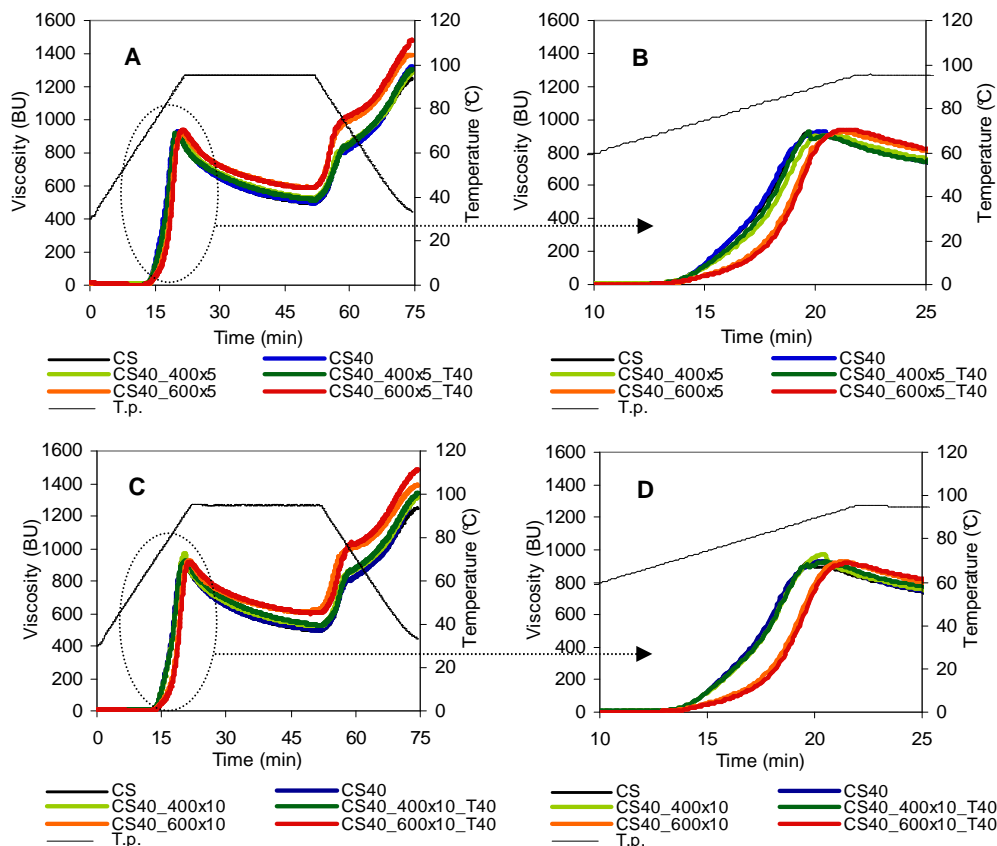 A
Viscosity (BU)
1600
1400
1200
1000
800
600
400
200
0
0 15 30 45 60 75
Time (min)
120
100
80
60
40
20
0
Temperature (°C)
B
Viscosity (BU)
1600
1400
1200
1000
800
600
400
200
0
10 15 20 25
Time (min)
120
100
80
60
40
20
0
Temperature (°C)
CS CS40
CS40_400x5 CS40_400x5_T40
CS40_600x5 CS40_600x5_T40
T.p.
CS CS40
CS40_400x5 CS40_400x5_T40
CS40_600x5 CS40_600x5_T40
T.p.
C
Viscosity (BU)
1600
1400
1200
1000
800
600
400
200
0
0 15 30 45 60 75
Time (min)
120
100
80
60
40
20
0
Temperature (°C)
D
Viscosity (BU)
1600
1400
1200
1000
800
600
400
200
0
10 15 20 25
Time (min)
120
100
80
60
40
20
0
Temperature (°C)
CS CS40
CS40_400x10 CS40_400x10_T40
CS40_600x10 CS40_600x10_T40
T.p.
CS CS40
CS40_400x10 CS40_400x10_T40
CS40_600x10 CS40_600x10_T40
T.p.